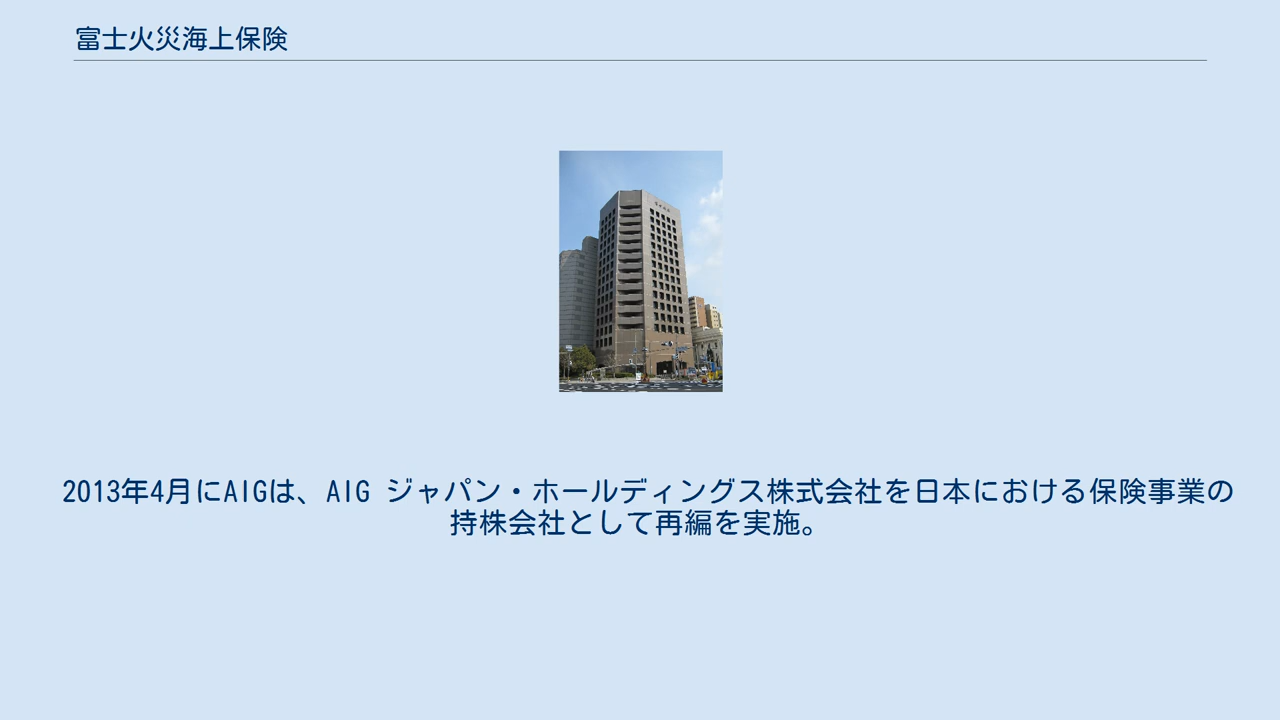 富士火災海上保険
2013年4月にAIGは、AIG ジャパン・ホールディングス株式会社を日本における保険事業の
持株会社として再編を実施。